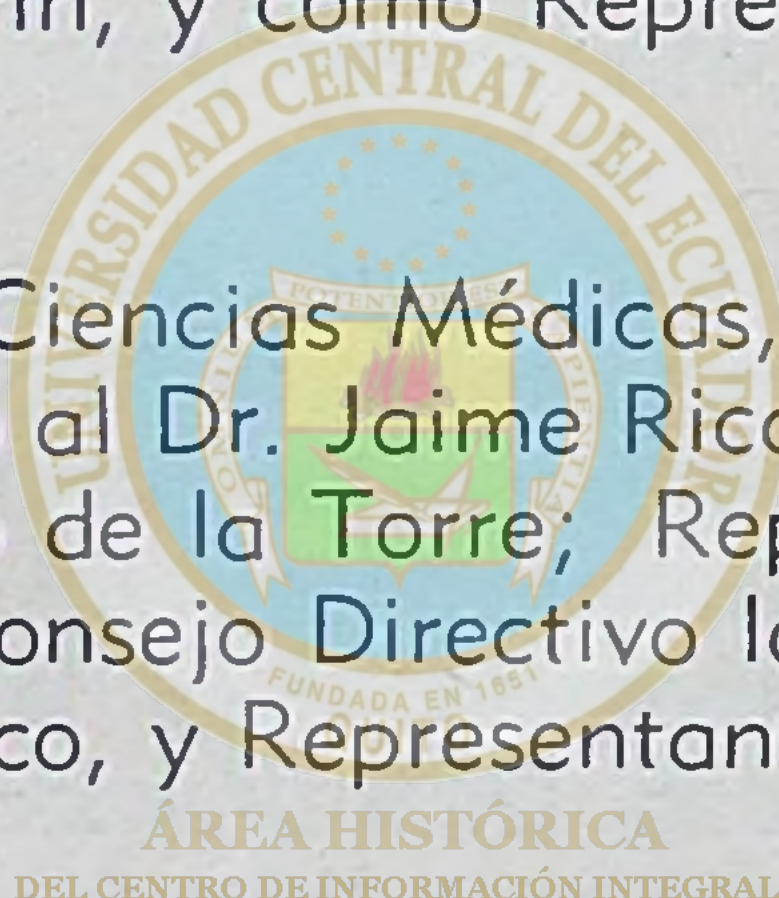 in, y como Repre
UNIVERSIDAD CENTRAL DEL ECUADOR
Ciencias Médicas,
al Dr. Jaime Rico
de la Torre; Rep
onsejo Directivo la
co, y Representan
FUNDADA EN 1651
QUITO
ÁREA HISTÓRICA
DEL CENTRO DE INFORMACIÓN INTEGRAL